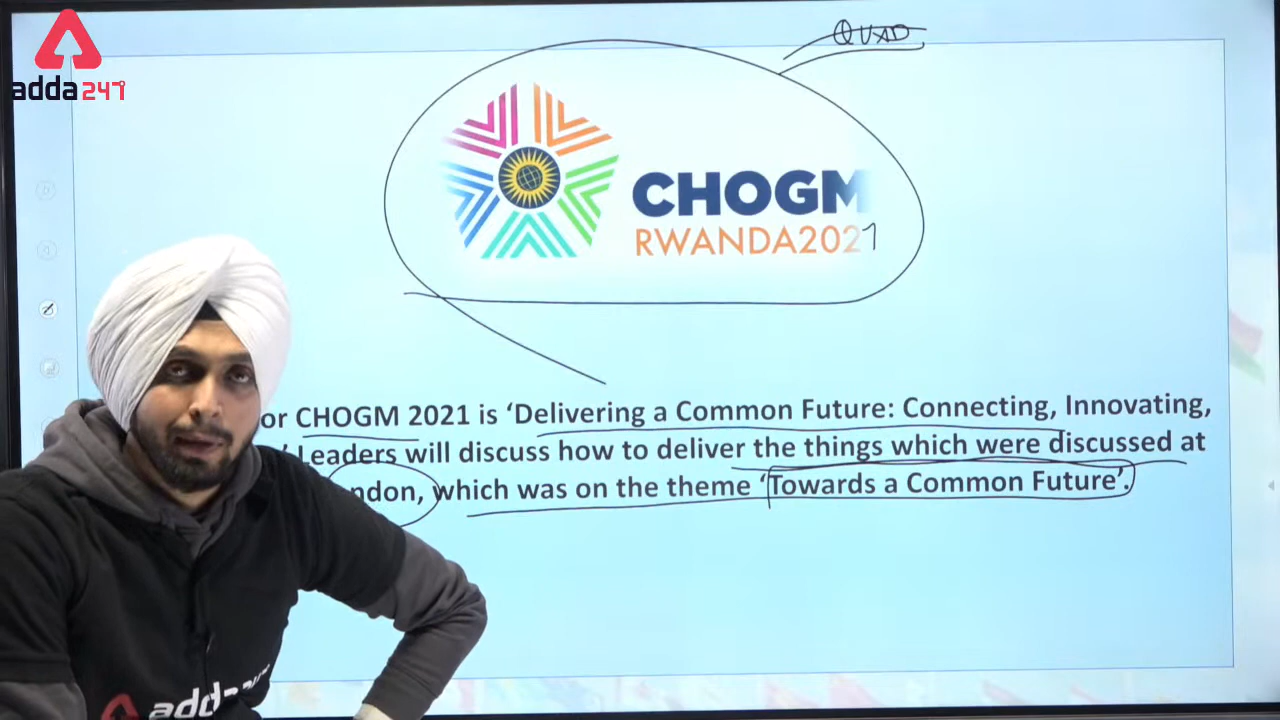 adda247
QUAD
CHOGM
RWANDA2021
or CHOGM 2021 is ‘Delivering a Common Future: Connecting, Innovating,
’ Leaders will discuss how to deliver the things which were discussed at
ndon, which was on the theme ‘Towards a Common Future’.